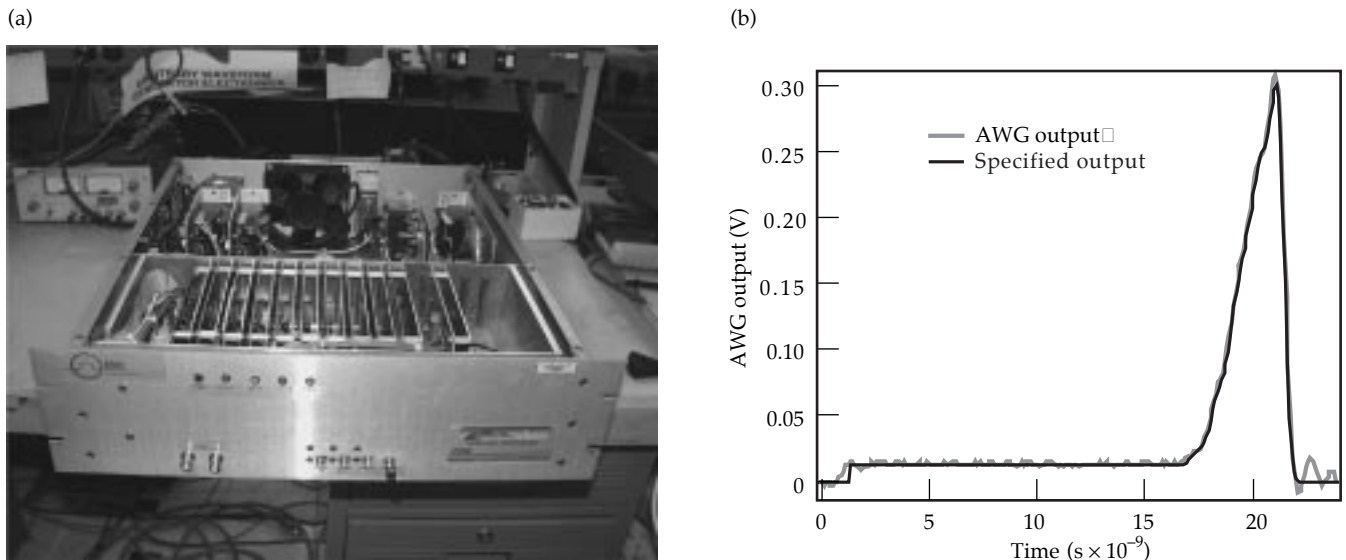 (a)
(b)
0.30
0.25
0.20
0.15
0.10
0.05
0
AWG output (V)
AWG output□
Specified output
0 5 10 15 20
Time (s × 10⁻⁹)